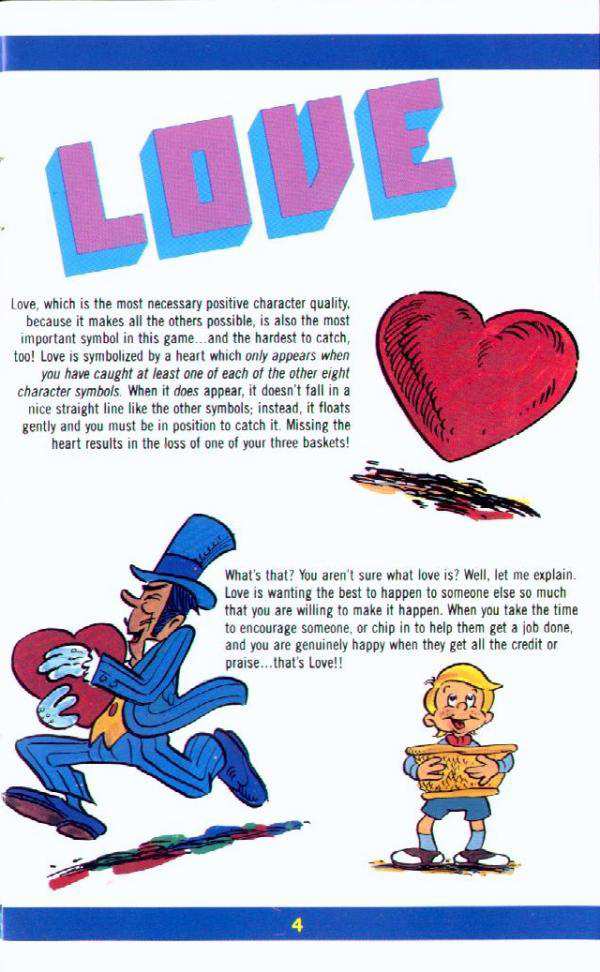 LOVE
Love, which is the most necessary positive character quality,
because it makes all the others possible, is also the most
important symbol in this game...and the hardest to catch,
too! Love is symbolized by a heart which only appears when
you have caught at least one of each of the other eight
character symbols. When it does appear, it doesn't fall in a
nice straight line like the other symbols; instead, it floats
gently and you must be in position to catch it. Missing the
heart results in the loss of one of your three baskets!
What's that? You aren't sure what love is? Well, let me explain.
Love is wanting the best to happen to someone else so much
that you are willing to make it happen. When you take the time
to encourage someone, or chip in to help them get a job done,
and you are genuinely happy when they get all the credit or
praise...that's Love!!
4